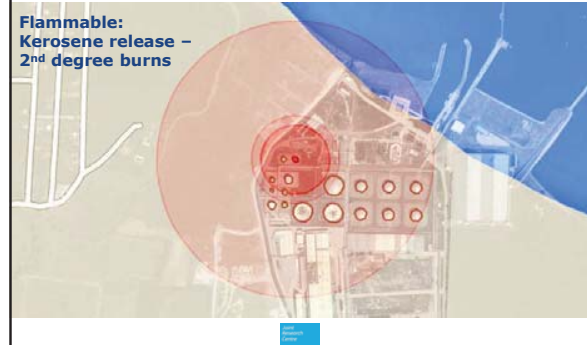 Flammable:
Kerosene release –
2nd degree burns
Joint
Research
Centre